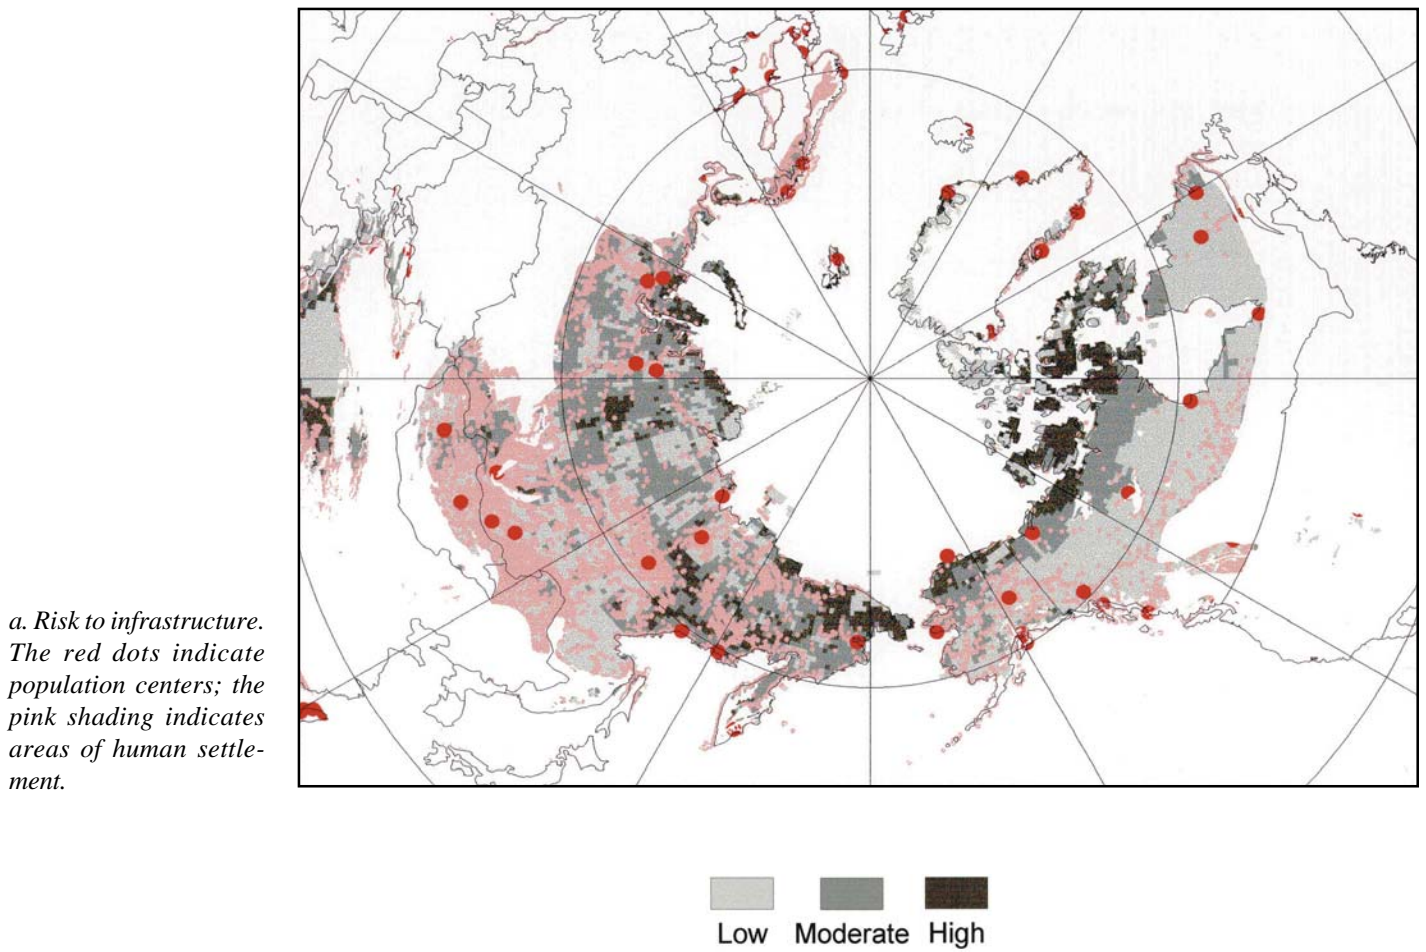 a. Risk to infrastructure.
The red dots indicate
population centers; the
pink shading indicates
areas of human settle-
ment.
Low Moderate High